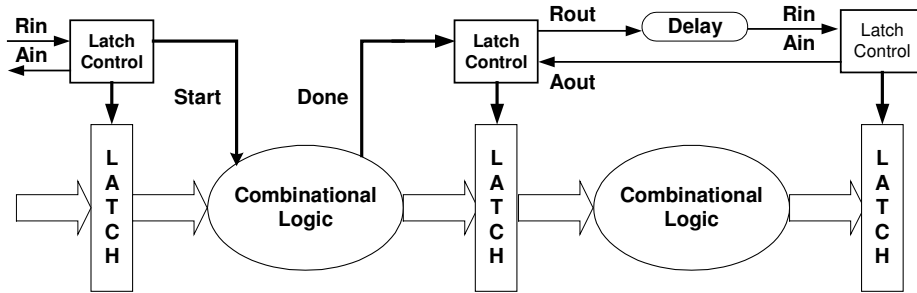 Rin
Ain
Latch
Control
Start
Done
Latch
Control
Rout
Delay
Rin
Ain
Aout
Latch
Control
L
A
T
C
H
Combinational
Logic
L
A
T
C
H
Combinational
Logic
L
A
T
C
H